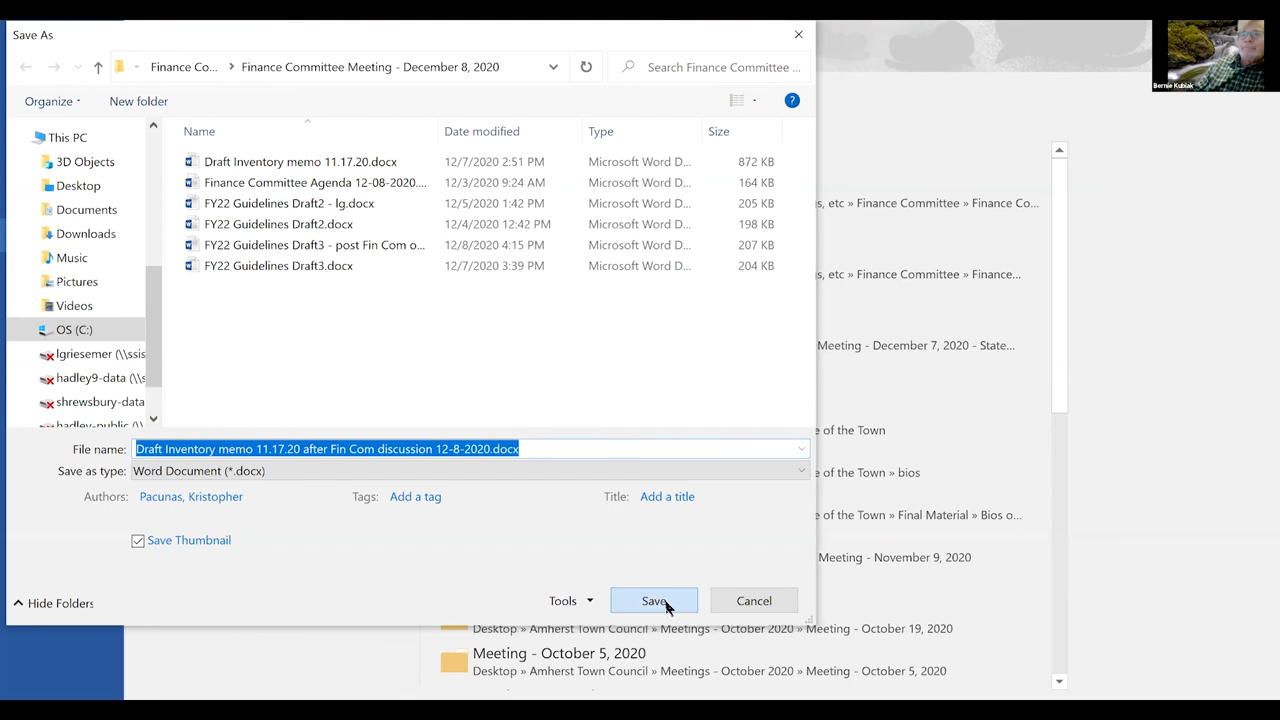 Save As
Finance Co... > Finance Committee Meeting - December 8, 2020
Search Finance Committee ...
Bernie Kubiak
Organize
New folder
?
Name
Date modified
Type
Size
This PC
3D Objects
Desktop
Documents
Downloads
Music
Pictures
Videos
OS (C:)
lgriesemer (\\ssis
hadley9-data (\\s
shrewsbury-data
hadley-public
Draft Inventory memo 11.17.20.docx 12/7/2020 2:51 PM Microsoft Word D... 872 KB
Finance Committee Agenda 12-08-2020.... 12/3/2020 9:24 AM Microsoft Word D... 164 KB
FY22 Guidelines Draft2 - lg.docx 12/5/2020 1:42 PM Microsoft Word D... 205 KB
FY22 Guidelines Draft2.docx 12/4/2020 12:42 PM Microsoft Word D... 198 KB
FY22 Guidelines Draft3 - post Fin Com o... 12/8/2020 4:15 PM Microsoft Word D... 207 KB
FY22 Guidelines Draft3.docx 12/7/2020 3:39 PM Microsoft Word D... 204 KB
File name: Draft Inventory memo 11.17.20 after Fin Com discussion 12-8-2020.docx
Save as type: Word Document (*.docx)
Authors: Pacunas, Kristopher
Tags: Add a tag
Title: Add a title
Save Thumbnail
Hide Folders
Tools
Save
Cancel
s, etc » Finance Committee » Finance Co...
s, etc » Finance Committee » Finance...
Meeting - December 7, 2020 - State...
e of the Town
e of the Town » bios
e of the Town » Final Material » Bios o...
Meeting - November 9, 2020
Desktop » Amherst Town Council » Meetings - October 2020 » Meeting - October 19, 2020
Meeting - October 5, 2020
Desktop » Amherst Town Council » Meetings - October 2020 » Meeting - October 5, 2020